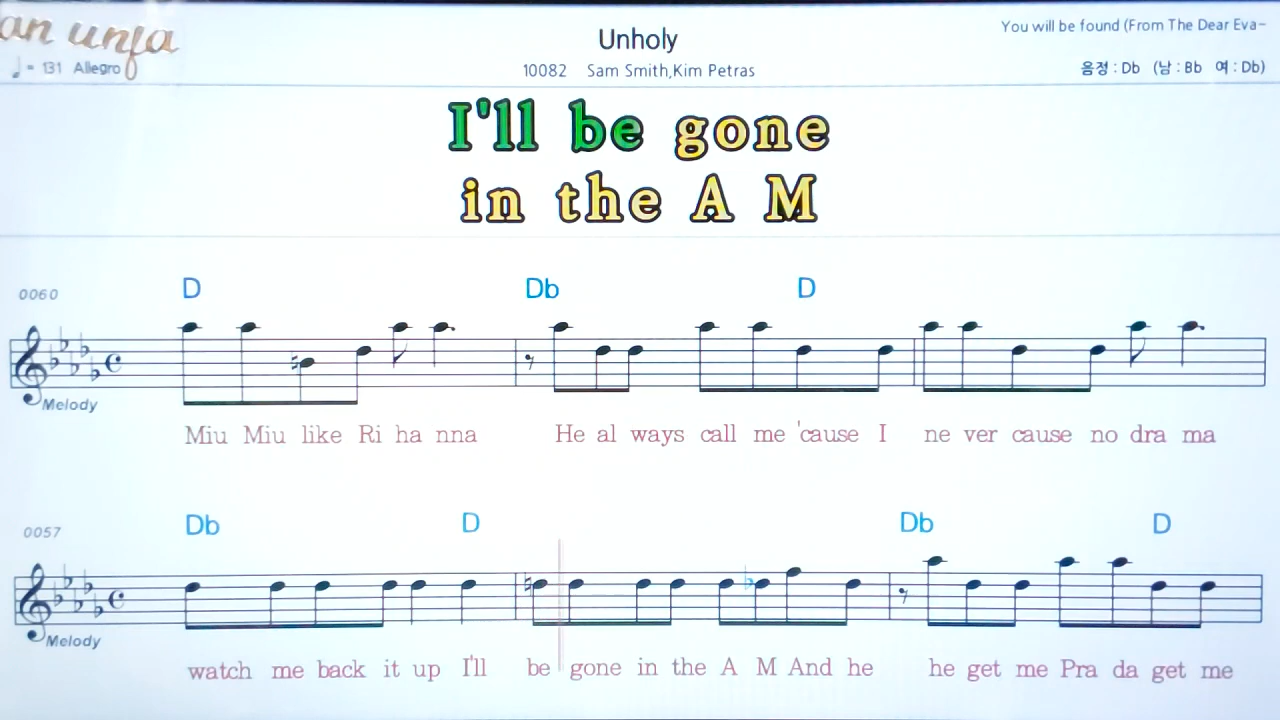 an unfa
You will be found (From The Dear Eva~
Unholy
♩= 131 Allegro
10082 Sam Smith,Kim Petras
음정 : Db (남 : Bb 여 : Db)
I'll be gone
in the A M
D Db D
0060
Melody
Miu Miu like Ri ha nna He al ways call me 'cause I ne ver cause no dra ma
Db D Db D
0057
Melody
watch me back it up I'll be gone in the A M And he he get me Pra da get me